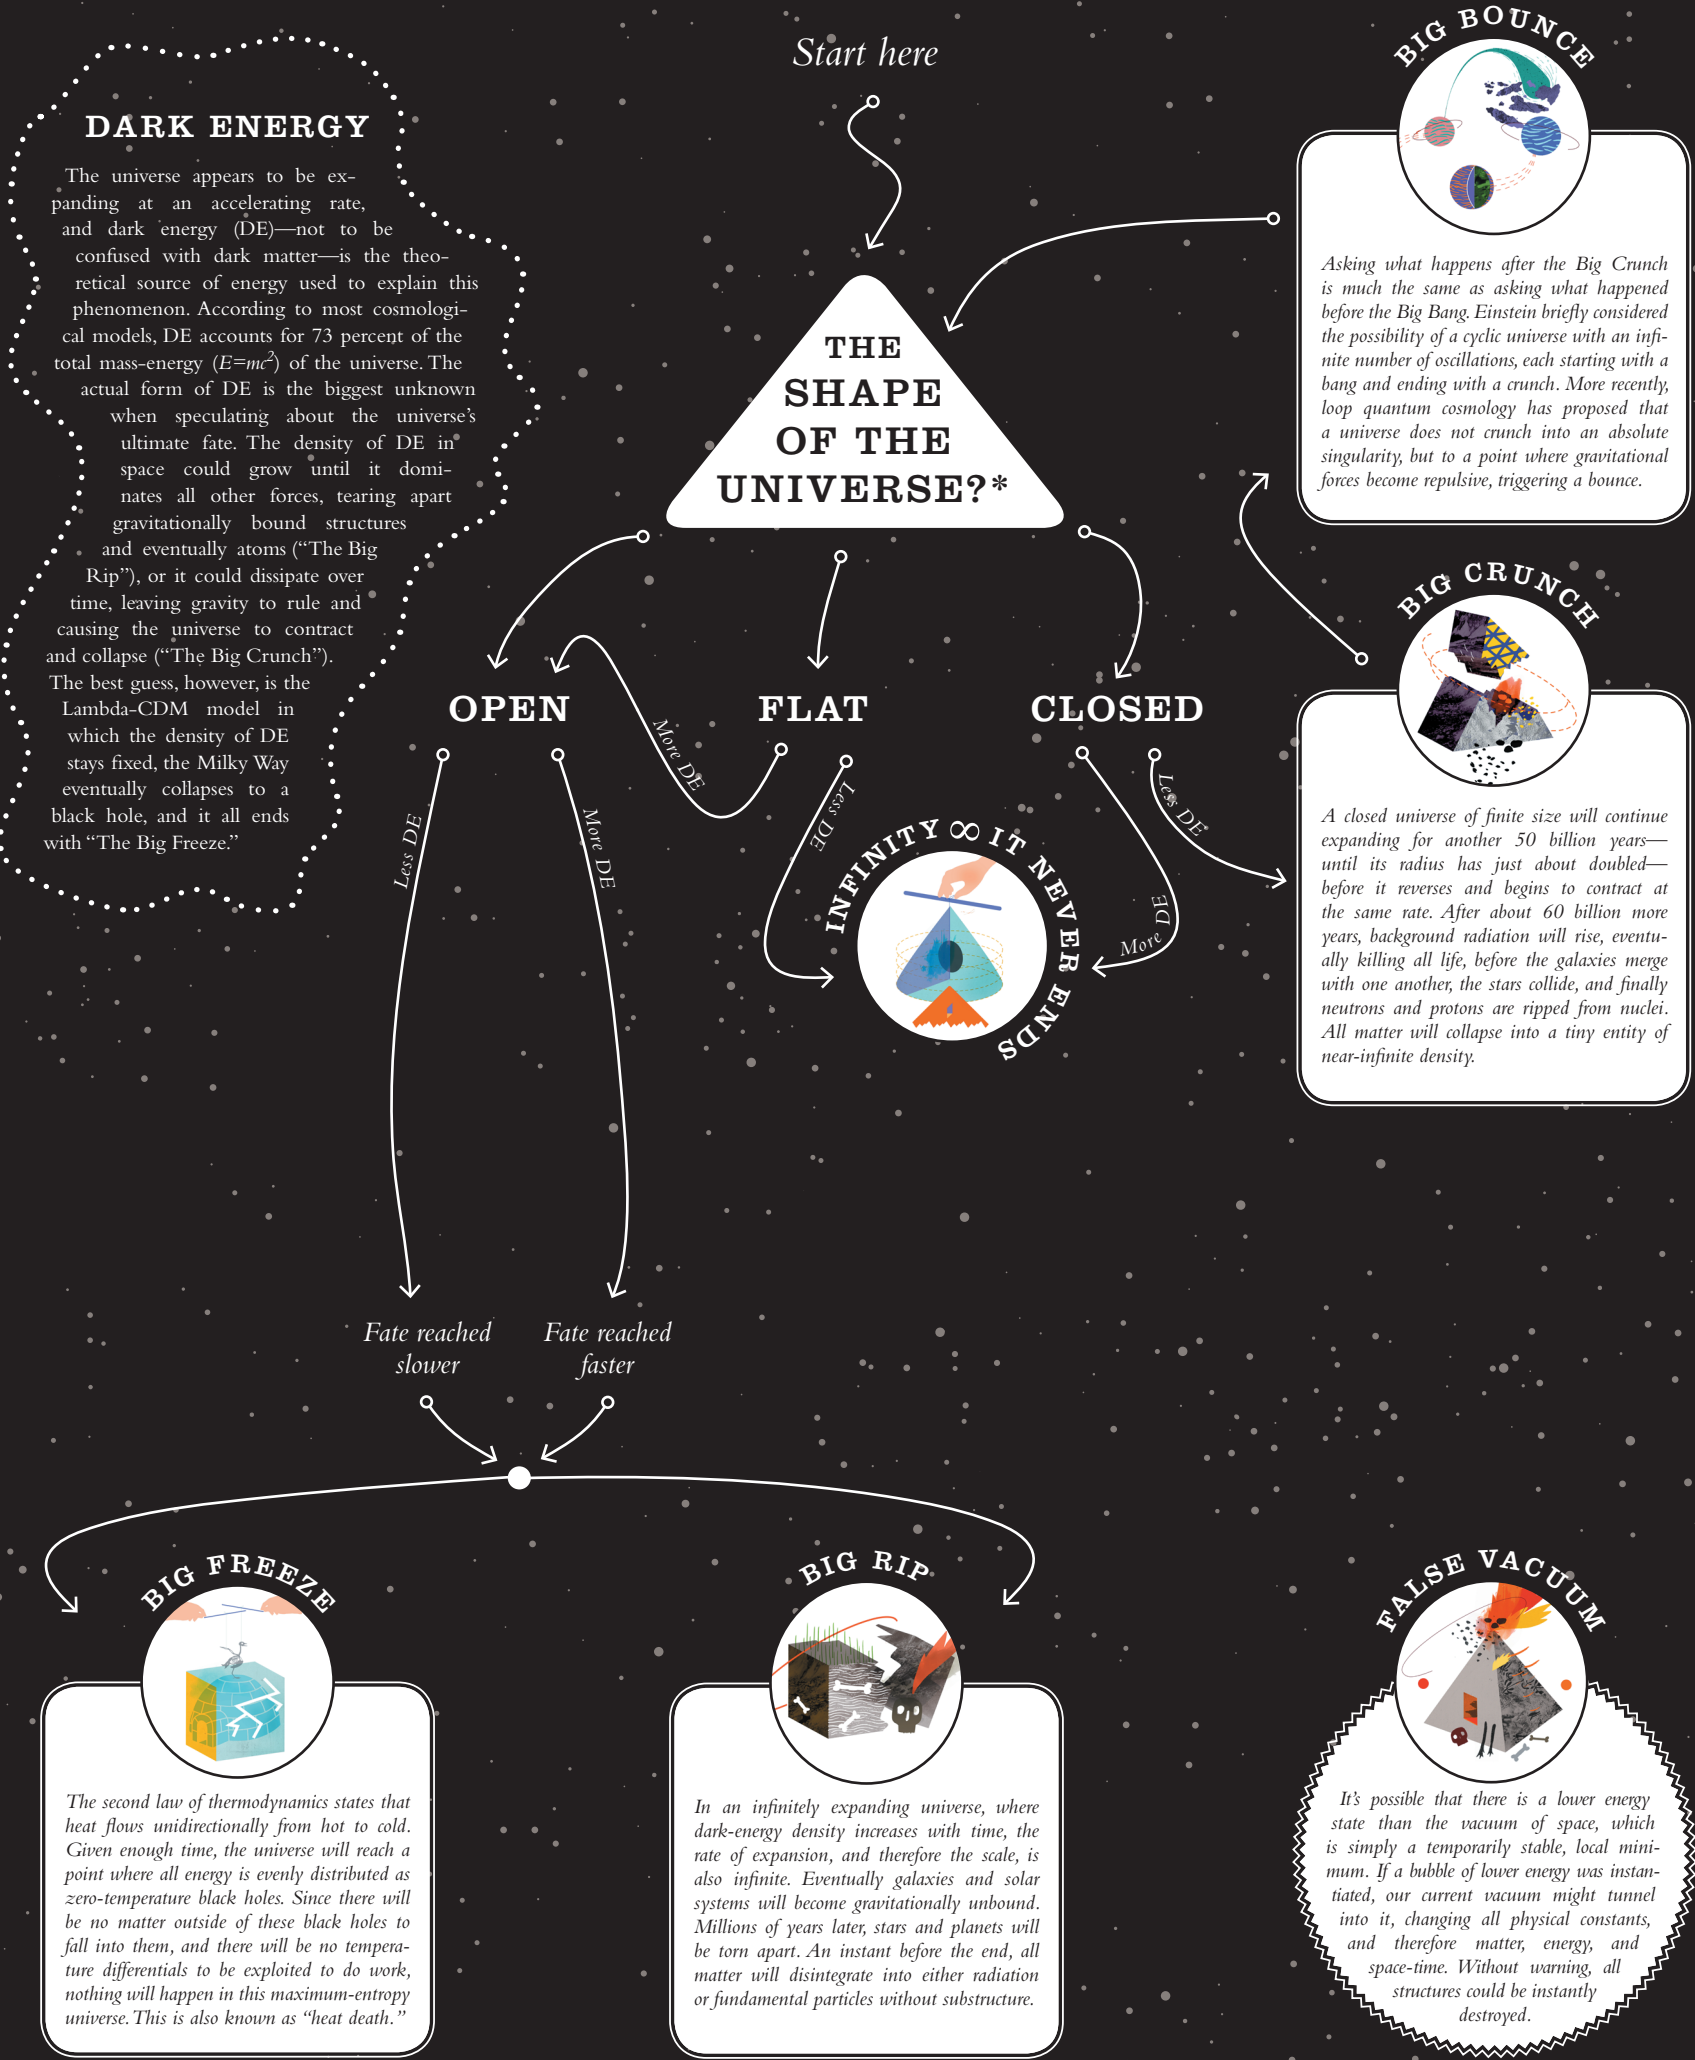 Start here
DARK ENERGY
The universe appears to be ex-
panding at an accelerating rate,
and dark energy (DE)—not to be
confused with dark matter—is the theo-
retical source of energy used to explain this
phenomenon. According to most cosmologi-
cal models, DE accounts for 73 percent of the
total mass-energy (E=mc²) of the universe. The
actual form of DE is the biggest unknown
when speculating about the universe’s
ultimate fate. The density of DE in
space could grow until it domi-
nates all other forces, tearing apart
gravitationally bound structures
and eventually atoms (“The Big
Rip”), or it could dissipate over
time, leaving gravity to rule and
causing the universe to contract
and collapse (“The Big Crunch”).
The best guess, however, is the
Lambda-CDM model in
which the density of DE
stays fixed, the Milky Way
eventually collapses to a
black hole, and it all ends
with “The Big Freeze.”
THE
SHAPE
OF THE
UNIVERSE?*
OPEN
FLAT
CLOSED
Less DE
More DE
More DE
Less DE
More DE
Less DE
INFINITY ∞ IT NEVER ENDS
Fate reached
slower
Fate reached
faster
BIG BOUNCE
Asking what happens after the Big Crunch
is much the same as asking what happened
before the Big Bang. Einstein briefly considered
the possibility of a cyclic universe with an infi-
nite number of oscillations, each starting with a
bang and ending with a crunch. More recently,
loop quantum cosmology has proposed that
a universe does not crunch into an absolute
singularity, but to a point where gravitational
forces become repulsive, triggering a bounce.
BIG CRUNCH
A closed universe of finite size will continue
expanding for another 50 billion years—
until its radius has just about doubled—
before it reverses and begins to contract at
the same rate. After about 60 billion more
years, background radiation will rise, eventu-
ally killing all life, before the galaxies merge
with one another, the stars collide, and finally
neutrons and protons are ripped from nuclei.
All matter will collapse into a tiny entity of
near-infinite density.
BIG FREEZE
The second law of thermodynamics states that
heat flows unidirectionally from hot to cold.
Given enough time, the universe will reach a
point where all energy is evenly distributed as
zero-temperature black holes. Since there will
be no matter outside of these black holes to
fall into them, and there will be no tempera-
ture differentials to be exploited to do work,
nothing will happen in this maximum-entropy
universe. This is also known as “heat death.”
BIG RIP
In an infinitely expanding universe, where
dark-energy density increases with time, the
rate of expansion, and therefore the scale, is
also infinite. Eventually galaxies and solar
systems will become gravitationally unbound.
Millions of years later, stars and planets will
be torn apart. An instant before the end, all
matter will disintegrate into either radiation
or fundamental particles without substructure.
FALSE VACUUM
It’s possible that there is a lower energy
state than the vacuum of space, which
is simply a temporarily stable, local mini-
mum. If a bubble of lower energy was instan-
tiated, our current vacuum might tunnel
into it, changing all physical constants,
and therefore matter, energy, and
space-time. Without warning, all
structures could be instantly
destroyed.